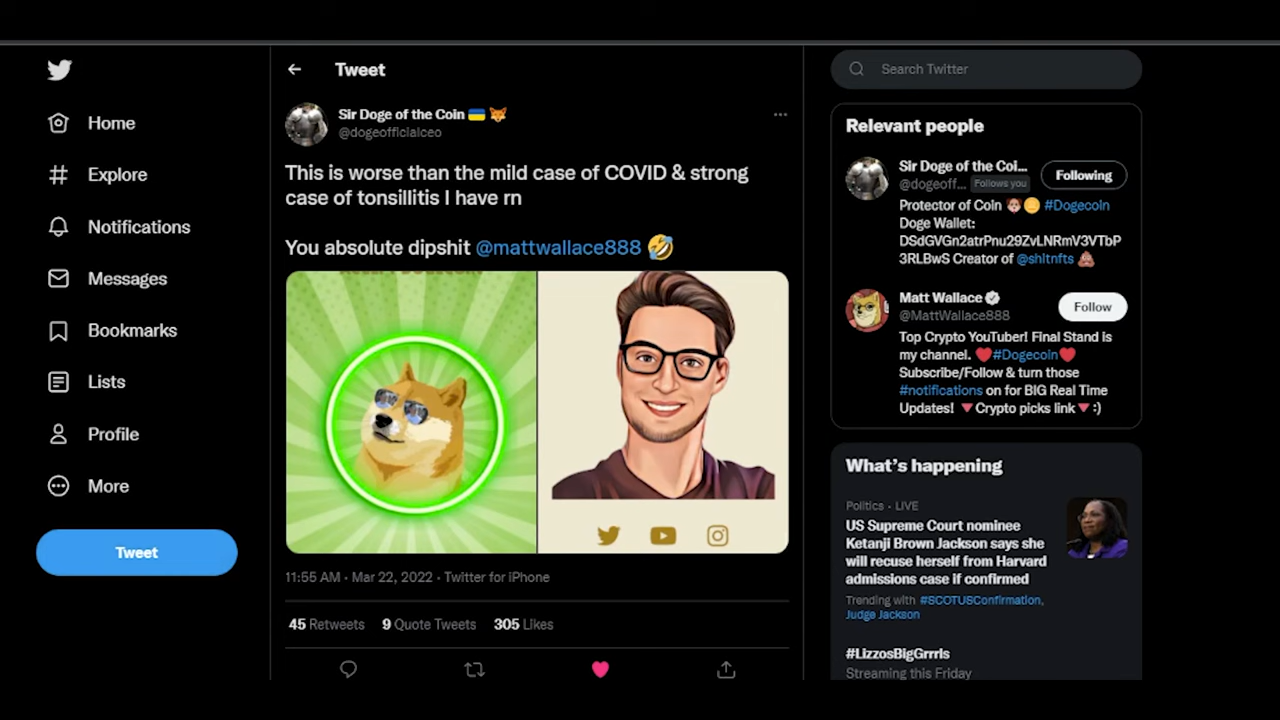 Home
Explore
Notifications
Messages
Bookmarks
Lists
Profile
More
Tweet
Tweet
Sir Doge of the Coin 🇺🇦 🦊
@dogeofficialceo
This is worse than the mild case of COVID & strong
case of tonsillitis I have rn
You absolute dipshit @mattwallace888 🤣
11:55 AM · Mar 22, 2022 · Twitter for iPhone
45 Retweets 9 Quote Tweets 305 Likes
Search Twitter
Relevant people
Sir Doge of the Coi...
@dogeoff... Follows you
Following
Protector of Coin 🐶🪙 #Dogecoin
Doge Wallet:
DSdGVGn2atrPnu29ZvLNRmV3VTbP
3RLBwS Creator of @shltnfts 💩
Matt Wallace
@MattWallace888
Follow
Top Crypto YouTuber! Final Stand is
my channel. ❤️#Dogecoin❤️
Subscribe/Follow & turn those
#notifications on for BIG Real Time
Updates! 🔻Crypto picks link🔻 :)
What's happening
Politics · LIVE
US Supreme Court nominee
Ketanji Brown Jackson says she
will recuse herself from Harvard
admissions case if confirmed
Trending with #SCOTUSConfirmation,
Judge Jackson
#LizzosBigGrrrls
Streaming this Friday